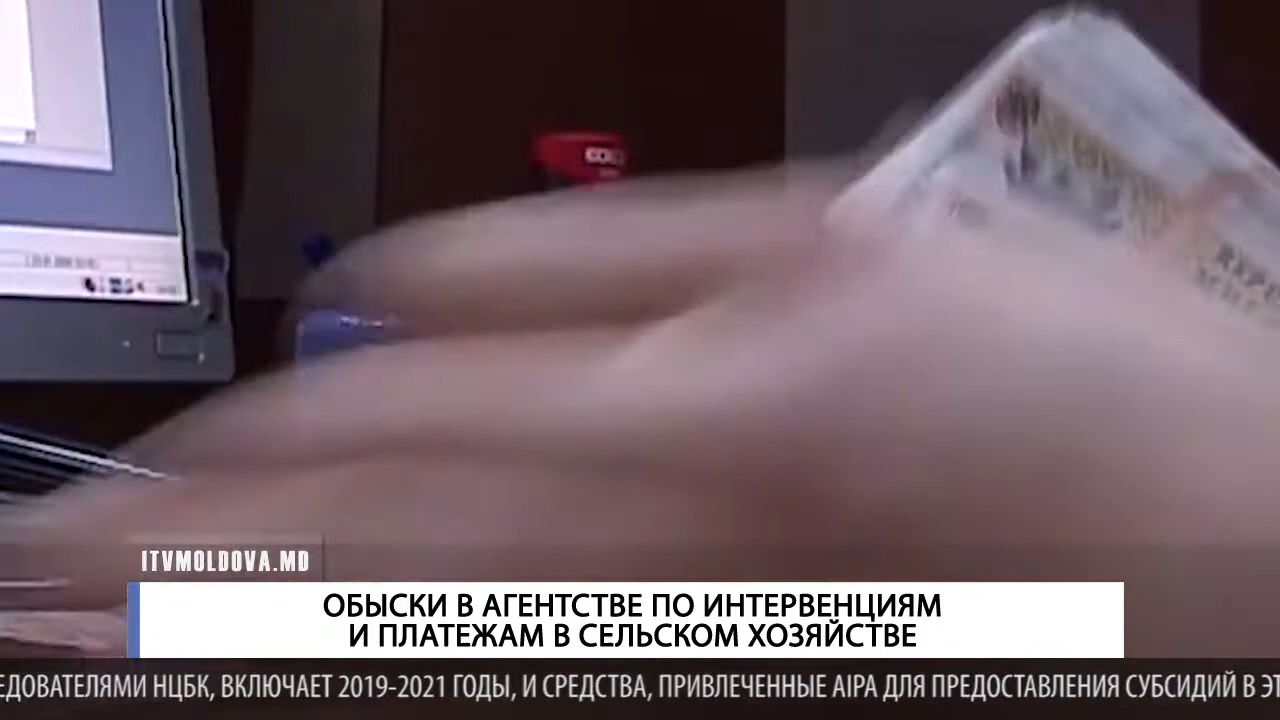 ITVMOLDOVA.MD
ОБЫСКИ В АГЕНТСТВЕ ПО ИНТЕРВЕНЦИЯМ
И ПЛАТЕЖАМ В СЕЛЬСКОМ ХОЗЯЙСТВЕ
ЕДОВАТЕЛЯМИ НЦБК, ВКЛЮЧАЕТ 2019-2021 ГОДЫ, И СРЕДСТВА, ПРИВЛЕЧЕННЫЕ AIPA ДЛЯ ПРЕДОСТАВЛЕНИЯ СУБСИДИЙ В ЭТ